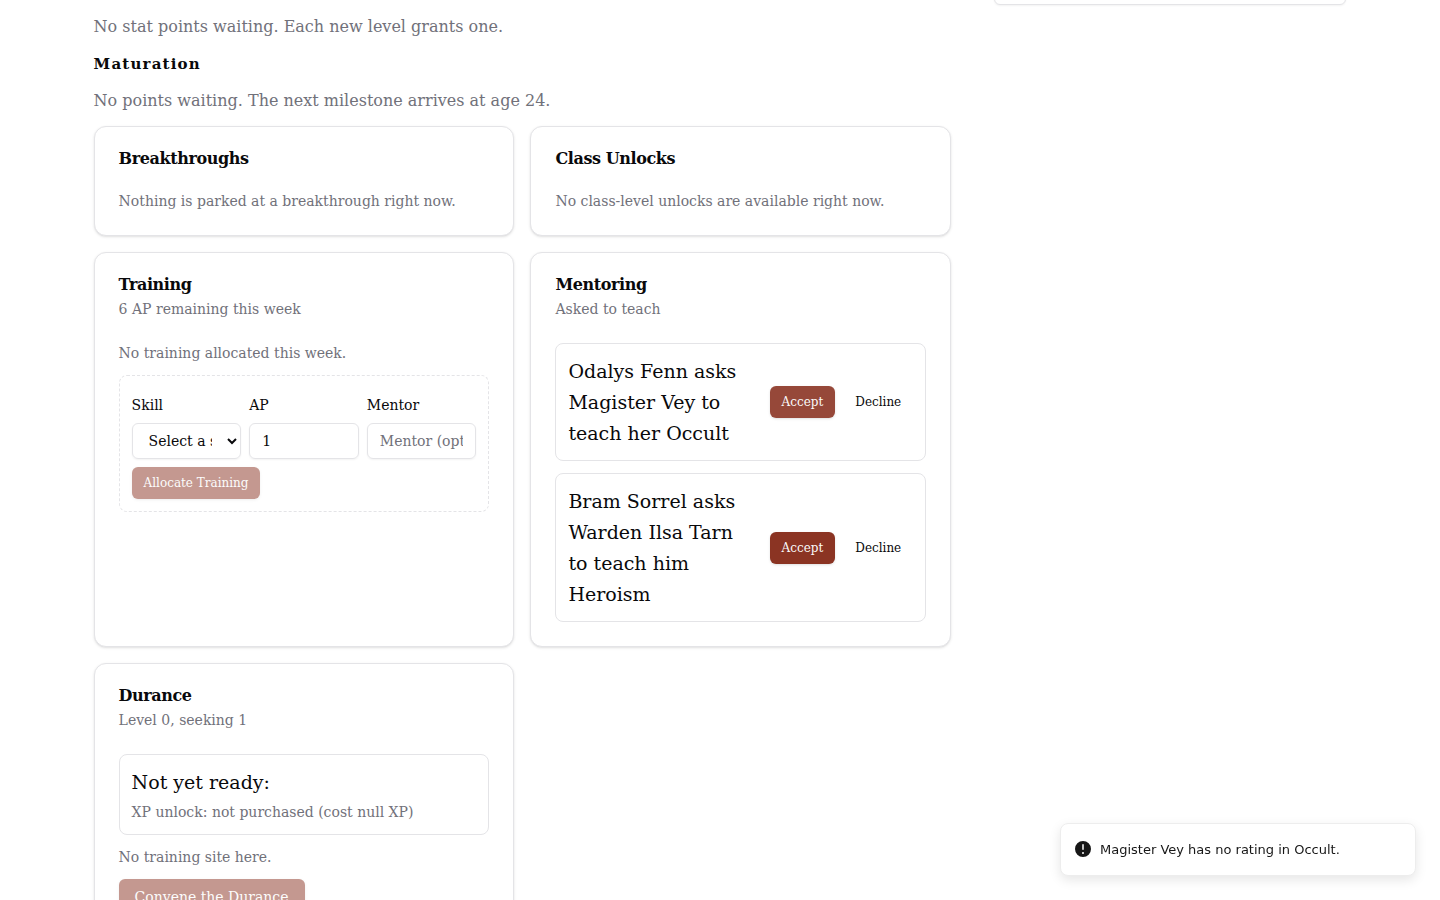 No stat points waiting. Each new level grants one.
Maturation
No points waiting. The next milestone arrives at age 24.
Breakthroughs
Nothing is parked at a breakthrough right now.
Class Unlocks
No class-level unlocks are available right now.
Training
6 AP remaining this week
No training allocated this week.
Skill
AP
Mentor
Select a s
1
Mentor (opt
Allocate Training
Mentoring
Asked to teach
Odalys Fenn asks
Magister Vey to
teach her Occult
Accept
Decline
Bram Sorrel asks
Warden Ilsa Tarn
to teach him
Heroism
Accept
Decline
Durance
Level 0, seeking 1
Not yet ready:
XP unlock: not purchased (cost null XP)
No training site here.
Convene the Durance
Magister Vey has no rating in Occult.